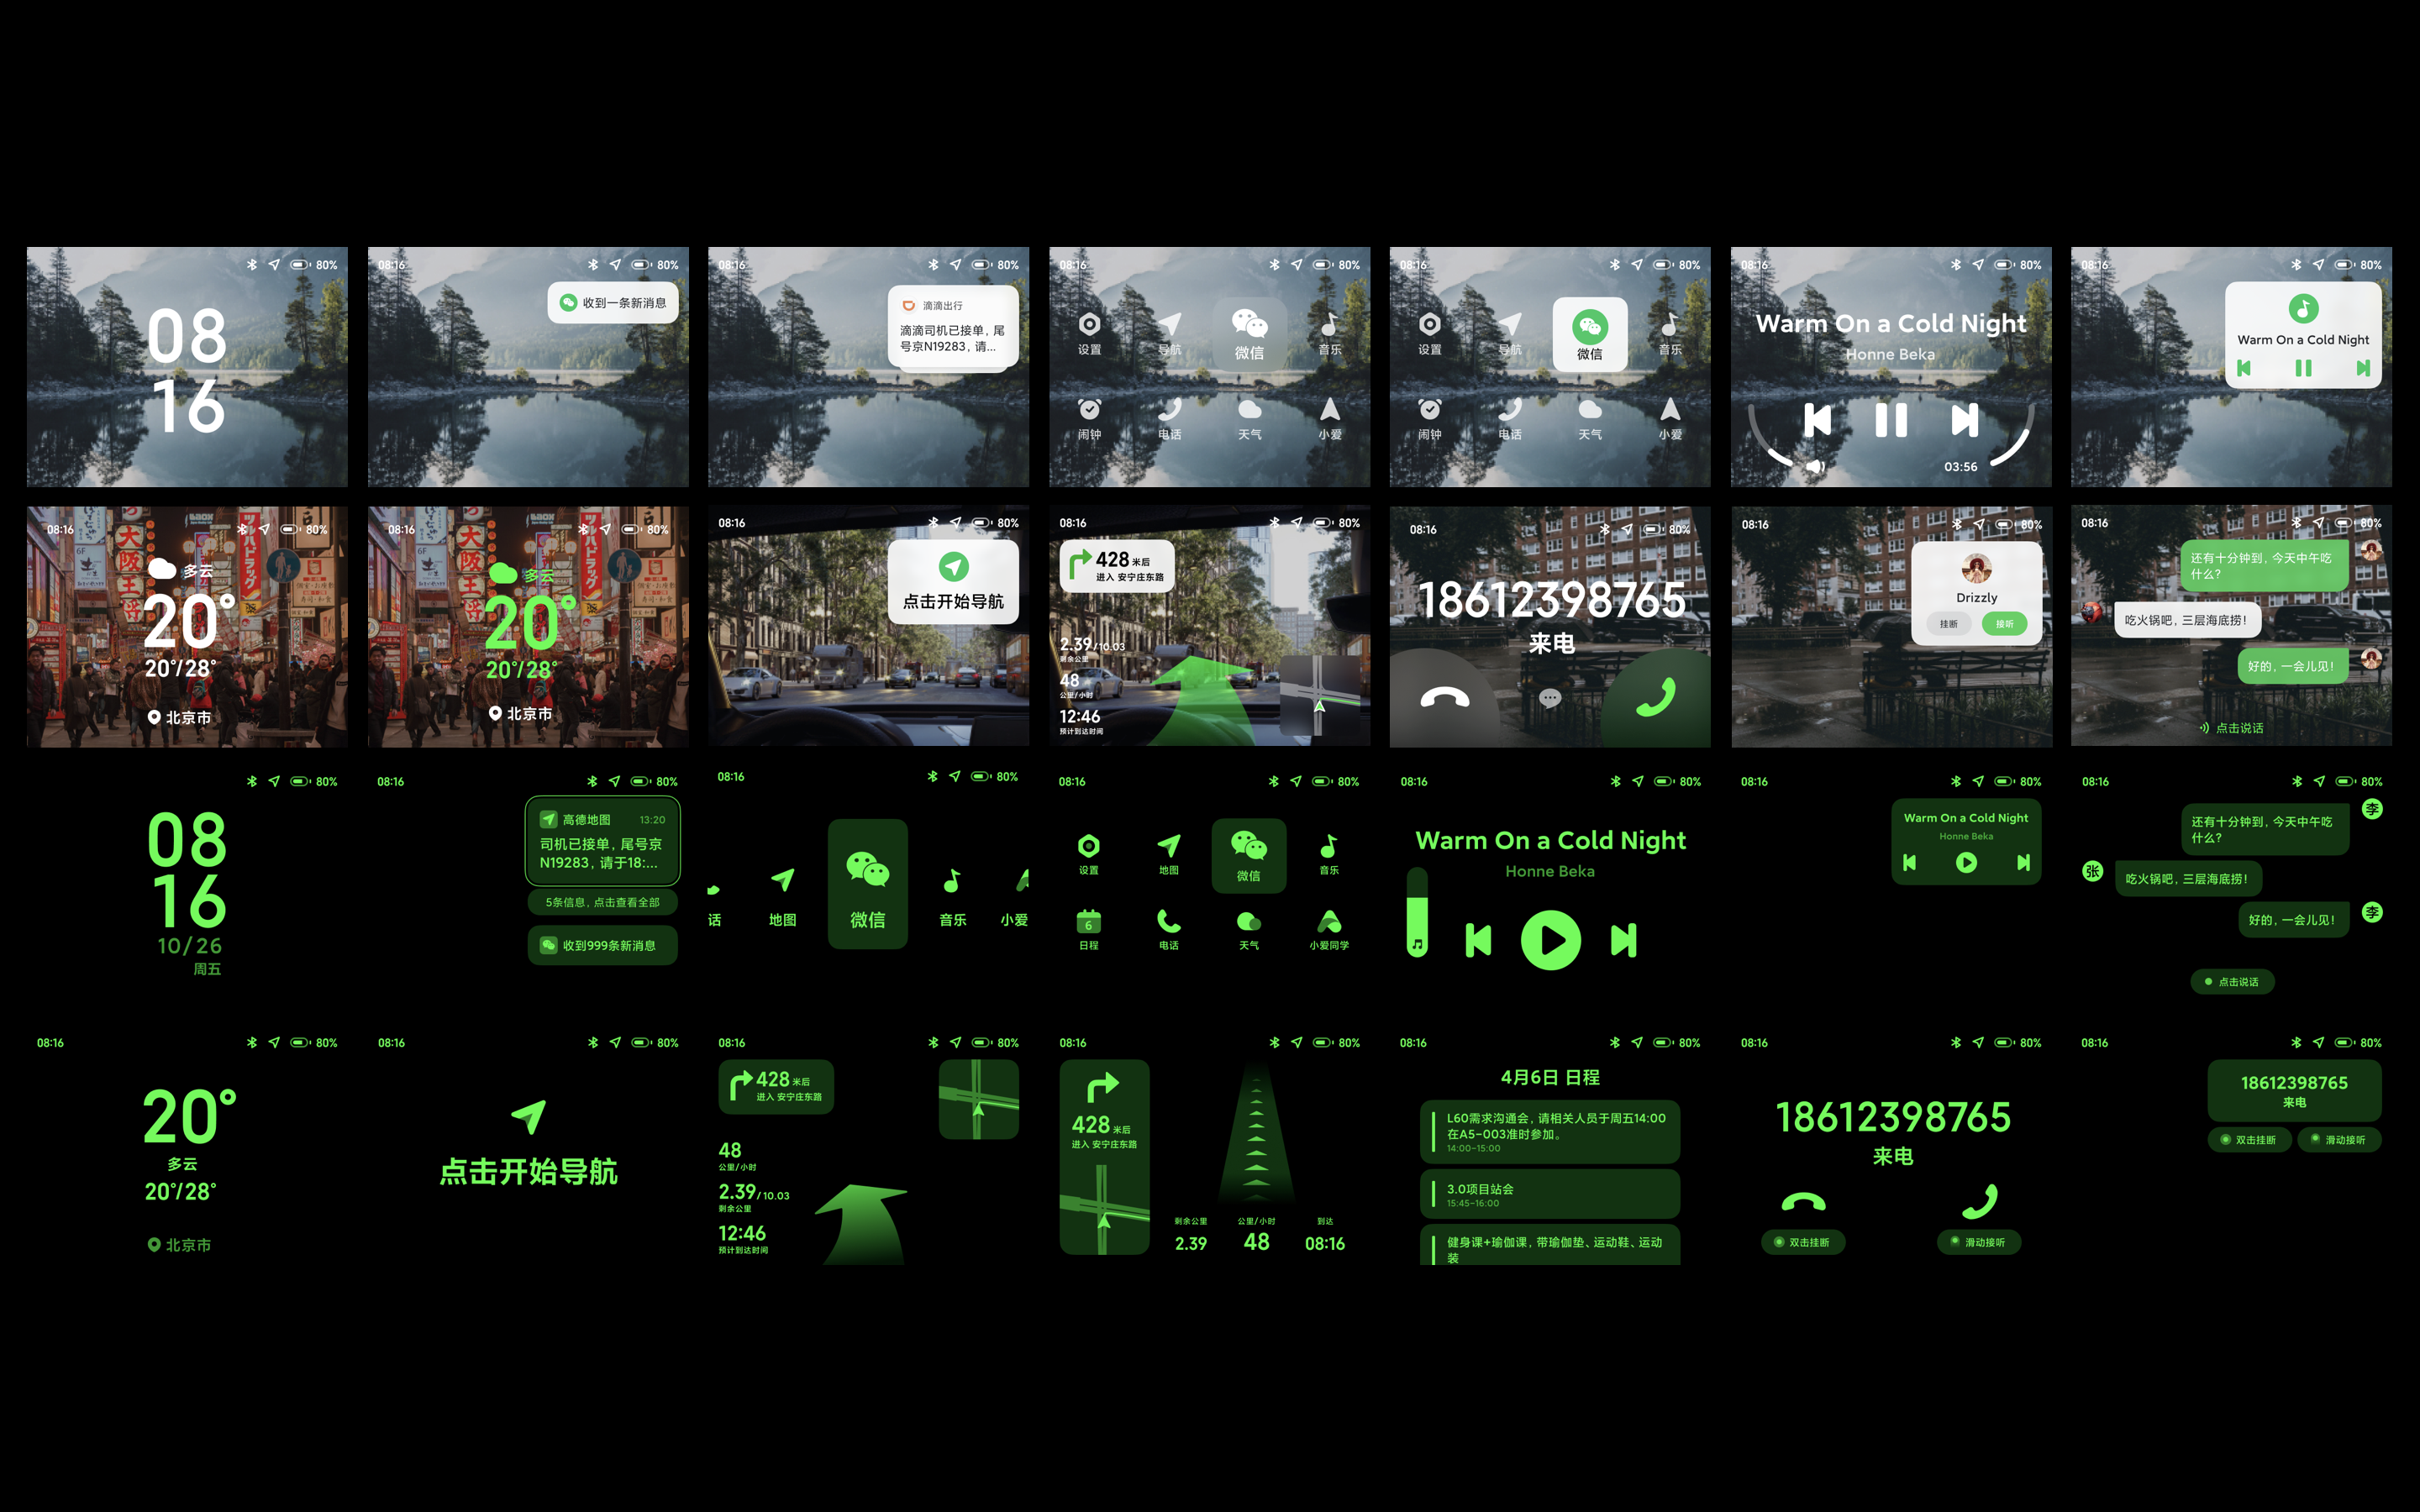 80%
08
16
08:16
80%
收到一条新消息
08:16
80%
滴滴出行
滴滴司机已接单，尾
号京N19283，请...
08:16
80%
设置
导航
微信
音乐
闹钟
电话
天气
小爱
08:16
80%
设置
导航
微信
音乐
闹钟
电话
天气
小爱
08:16
80%
Warm On a Cold Night
Honne Beka
03:56
08:16
80%
Warm On a Cold Night
08:16
80%
大阪王将
多云
20°
20°/28°
北京市
08:16
80%
大阪王将
多云
20°
20°/28°
北京市
08:16
80%
点击开始导航
08:16
80%
428 米后
进入 安宁庄东路
2.39/10.03
剩余公里
48
公里/小时
12:46
预计到达时间
08:16
80%
18612398765
来电
08:16
80%
Drizzly
挂断
接听
08:16
80%
还有十分钟到，今天中午吃
什么？
吃火锅吧，三层海底捞！
好的，一会儿见！
点击说话
80%
08
16
10/26
周五
08:16
80%
高德地图
13:20
司机已接单，尾号京
N19283，请于18:...
5条信息，点击查看全部
收到999条新消息
08:16
80%
话
地图
微信
音乐
小爱
08:16
80%
设置
地图
微信
音乐
6
日程
电话
天气
小爱同学
08:16
80%
Warm On a Cold Night
Honne Beka
08:16
80%
Warm On a Cold Night
Honne Beka
08:16
80%
李
还有十分钟到，今天中午吃
什么？
张
吃火锅吧，三层海底捞！
李
好的，一会儿见！
点击说话
08:16
80%
20°
多云
20°/28°
北京市
08:16
80%
点击开始导航
08:16
80%
428 米后
进入 安宁庄东路
48
公里/小时
2.39/10.03
剩余公里
12:46
预计到达时间
08:16
80%
428 米后
进入 安宁庄东路
剩余公里
公里/小时
到达
2.39
48
08:16
08:16
80%
4月6日 日程
L60需求沟通会，请相关人员于周五14:00
在A5-003准时参加。
14:00-15:00
3.0项目站会
15:45-16:00
健身课+瑜伽课，带瑜伽垫、运动鞋、运动
装
08:16
80%
18612398765
来电
双击挂断
滑动接听
08:16
80%
18612398765
来电
双击挂断
滑动接听